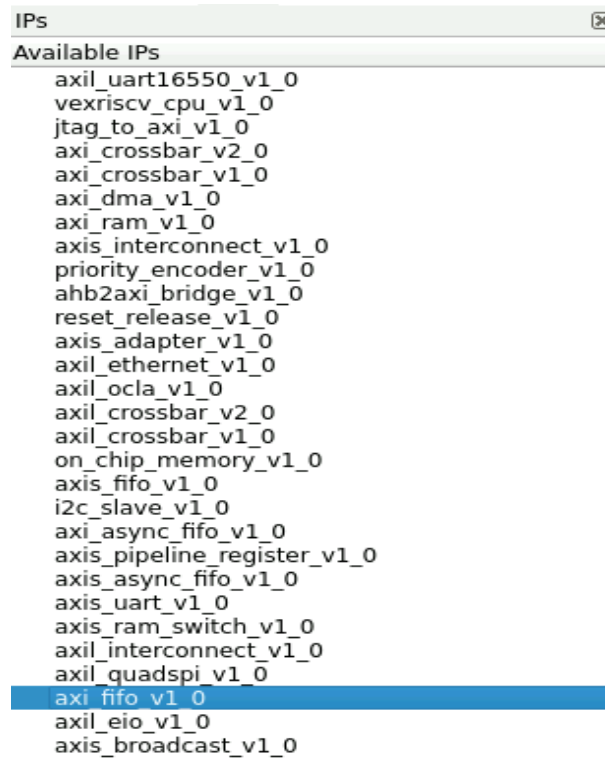 IPs
Available IPs
axil_uart16550_v1_0
vexriscv_cpu_v1_0
jtag_to_axi_v1_0
axi_crossbar_v2_0
axi_crossbar_v1_0
axi_dma_v1_0
axi_ram_v1_0
axis_interconnect_v1_0
priority_encoder_v1_0
ahb2axi_bridge_v1_0
reset_release_v1_0
axis_adapter_v1_0
axil_ethernet_v1_0
axil_ocla_v1_0
axil_crossbar_v2_0
axil_crossbar_v1_0
on_chip_memory_v1_0
axis_fifo_v1_0
i2c_slave_v1_0
axi_async_fifo_v1_0
axis_pipeline_register_v1_0
axis_async_fifo_v1_0
axis_uart_v1_0
axis_ram_switch_v1_0
axil_interconnect_v1_0
axil_quadspi_v1_0
axi_fifo_v1_0
axil_eio_v1_0
axis_broadcast_v1_0